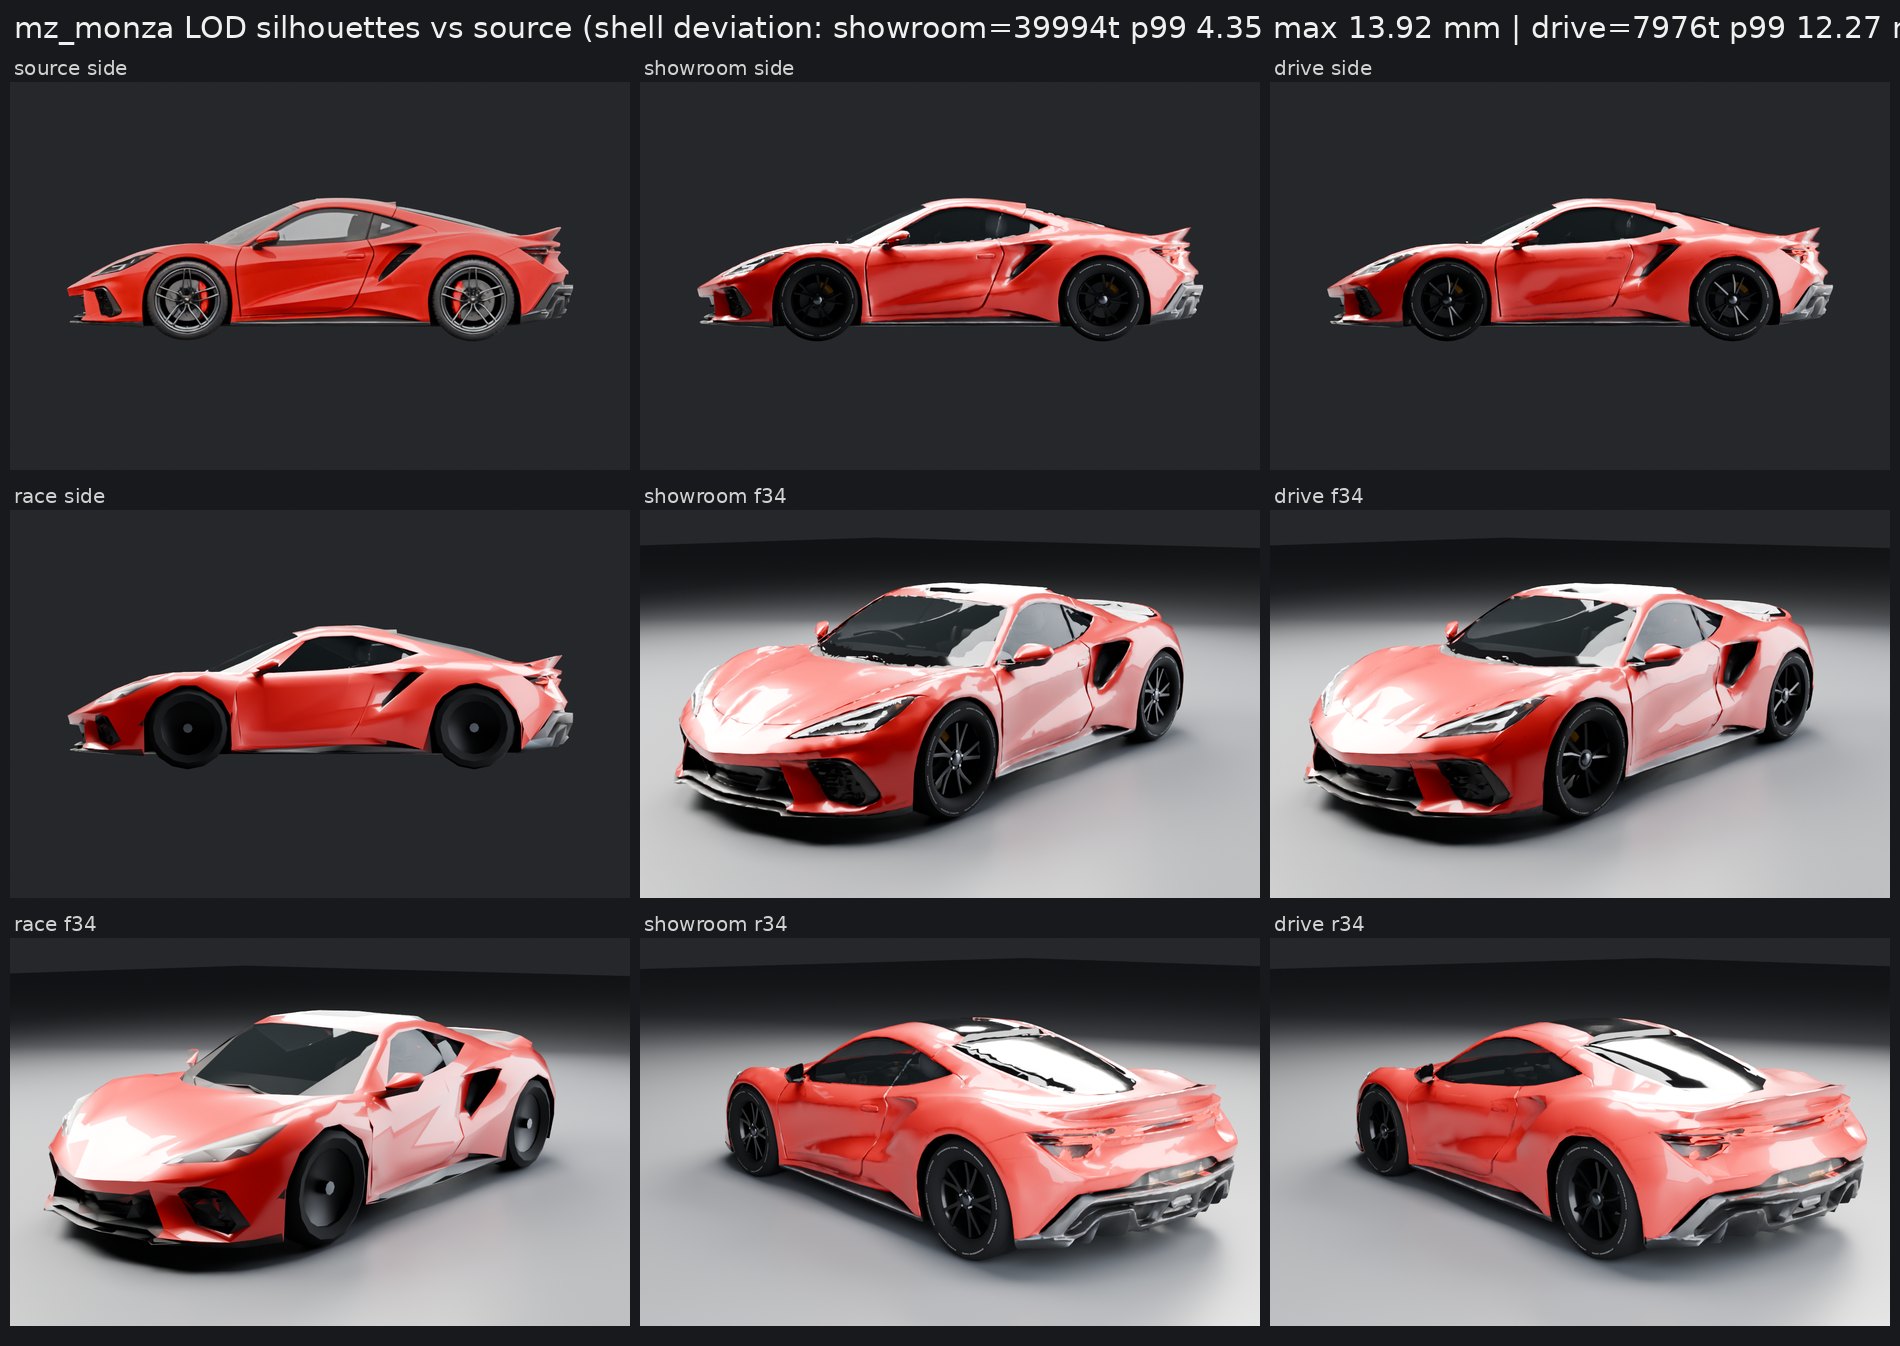 mz_monza LOD silhouettes vs source (shell deviation: showroom=39994t p99 4.35 max 13.92 mm | drive=7976t p99 12.27
source side
showroom side
drive side
race side
showroom f34
drive f34
race f34
showroom r34
drive r34